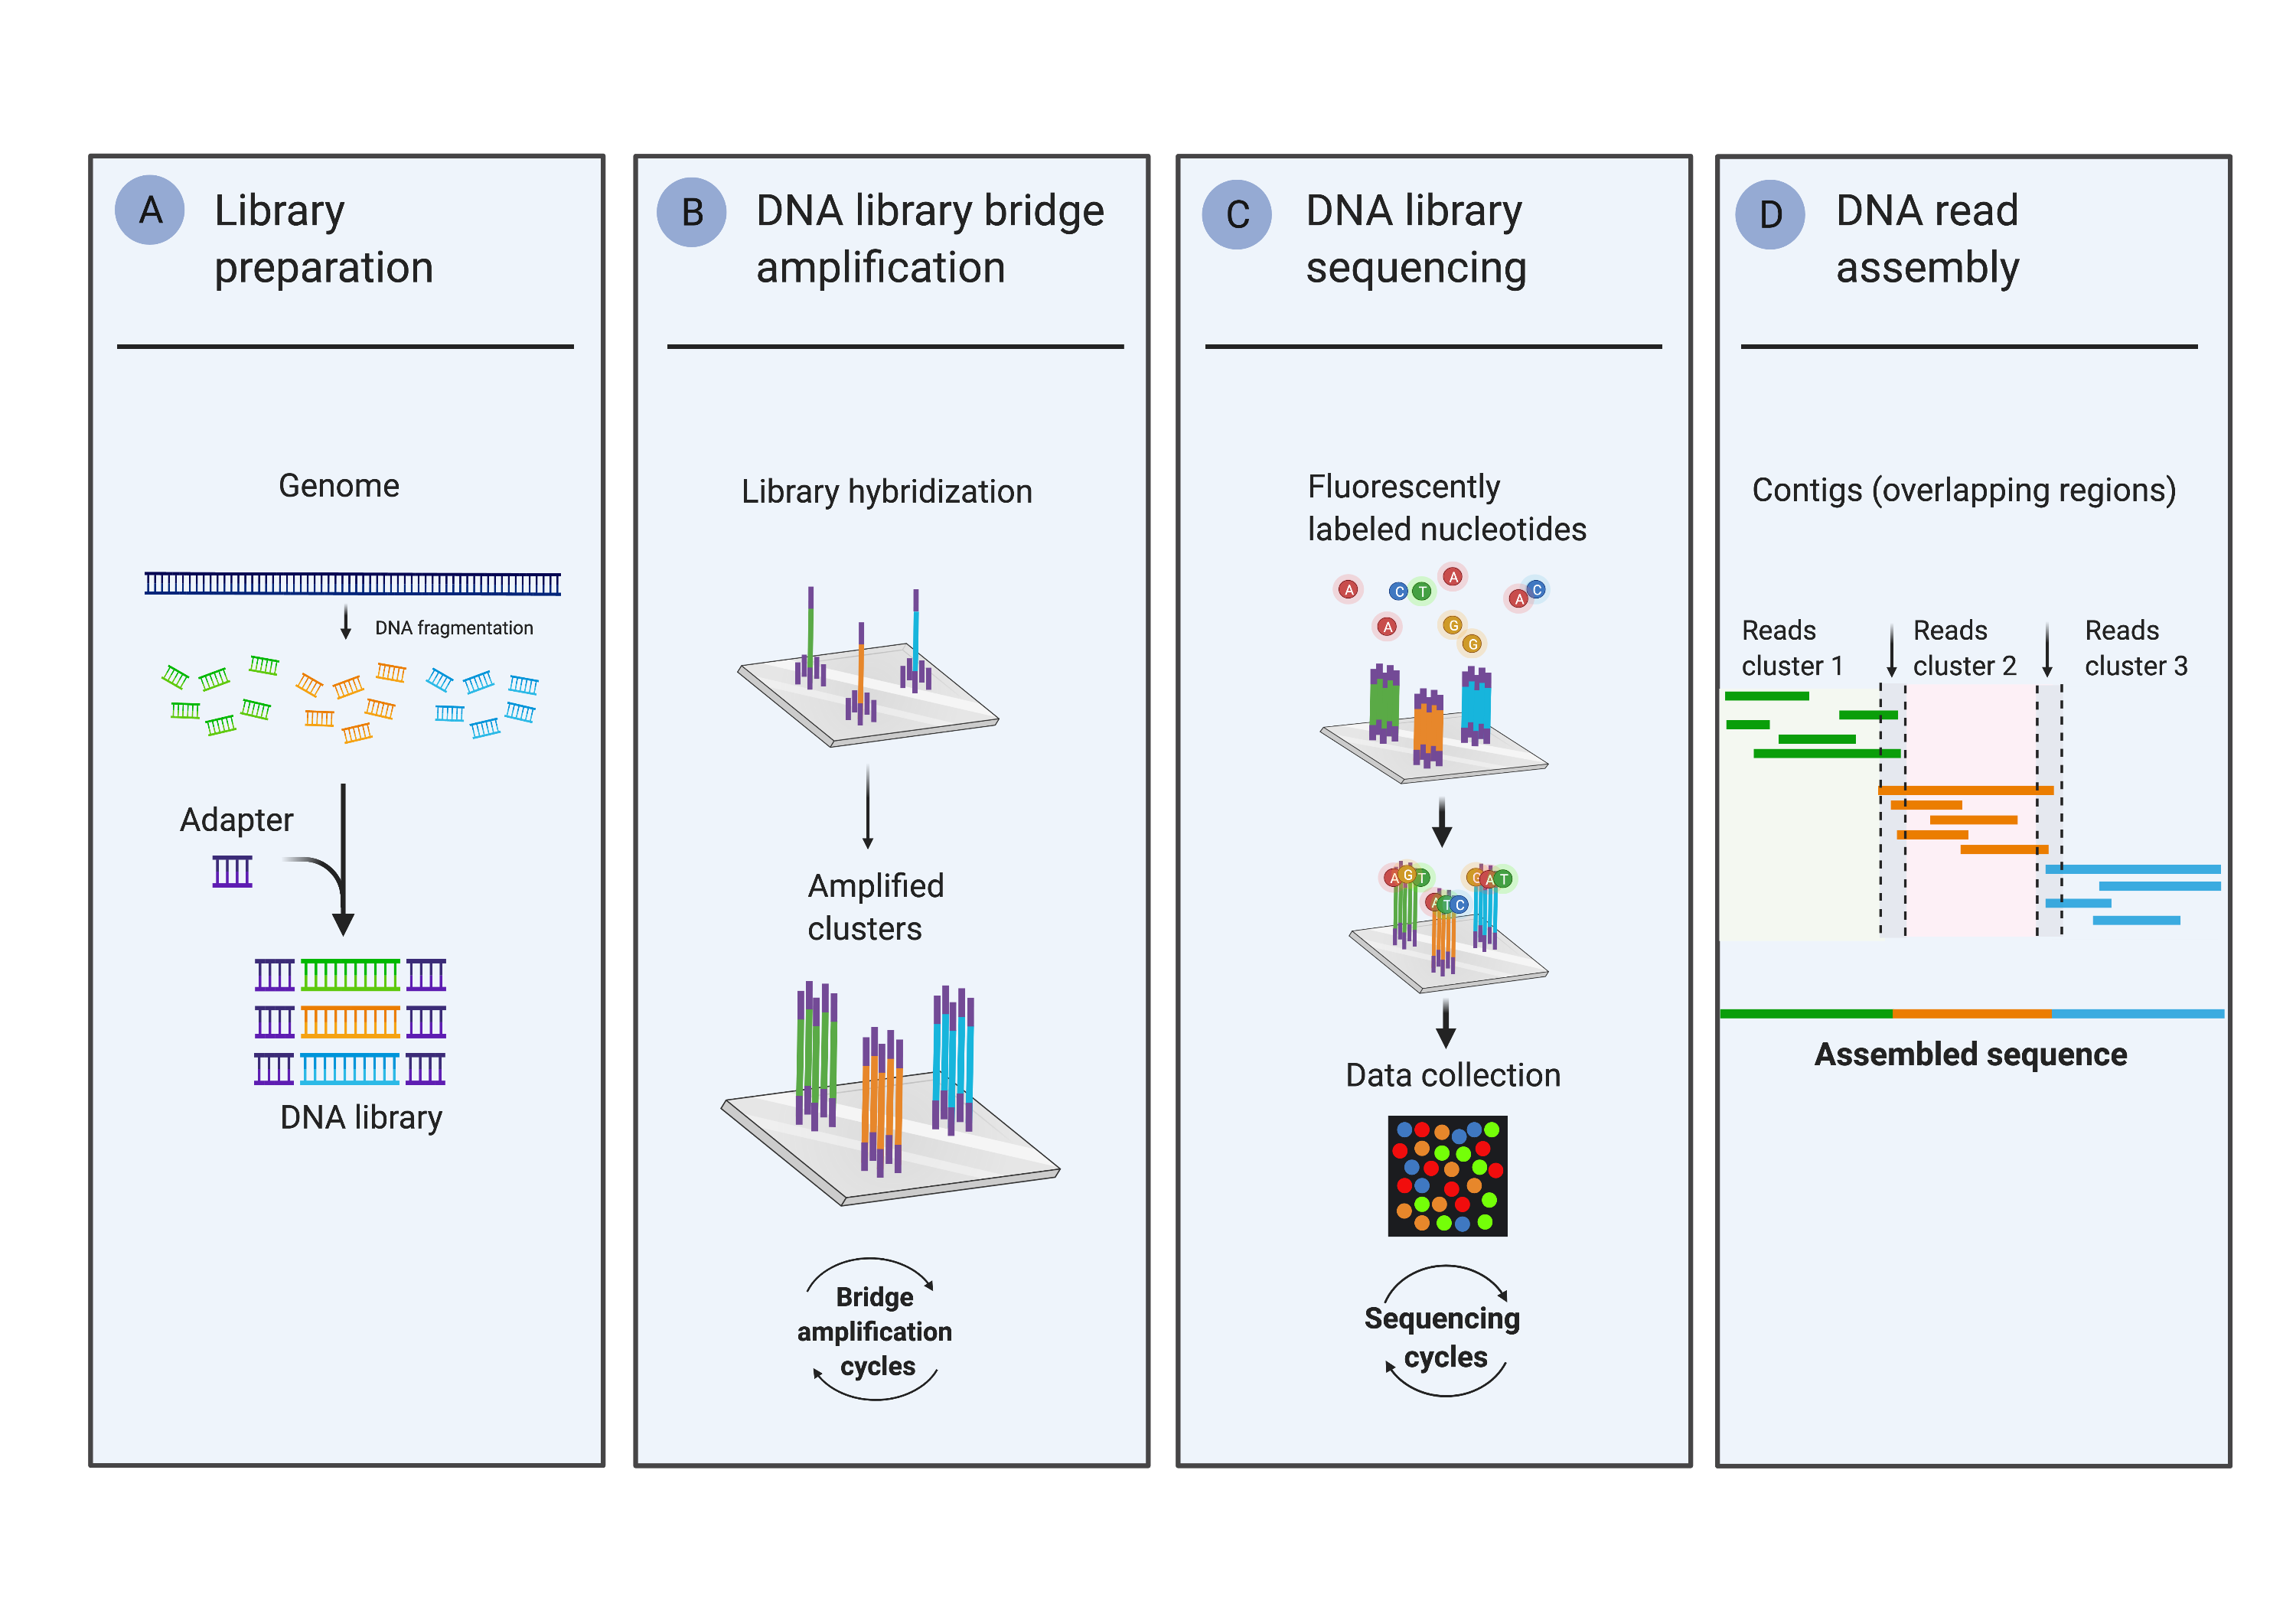 A
Library
preparation
Genome
DNA fragmentation
Adapter
DNA library
B
DNA library bridge
amplification
Library hybridization
Amplified
clusters
Bridge
amplification
cycles
C
DNA library
sequencing
Fluorescently
labeled nucleotides
A C T A A C
A G G
A G T G A T
A T C
Data collection
Sequencing
cycles
D
DNA read
assembly
Contigs (overlapping regions)
Reads
cluster 1
Reads
cluster 2
Reads
cluster 3
Assembled sequence